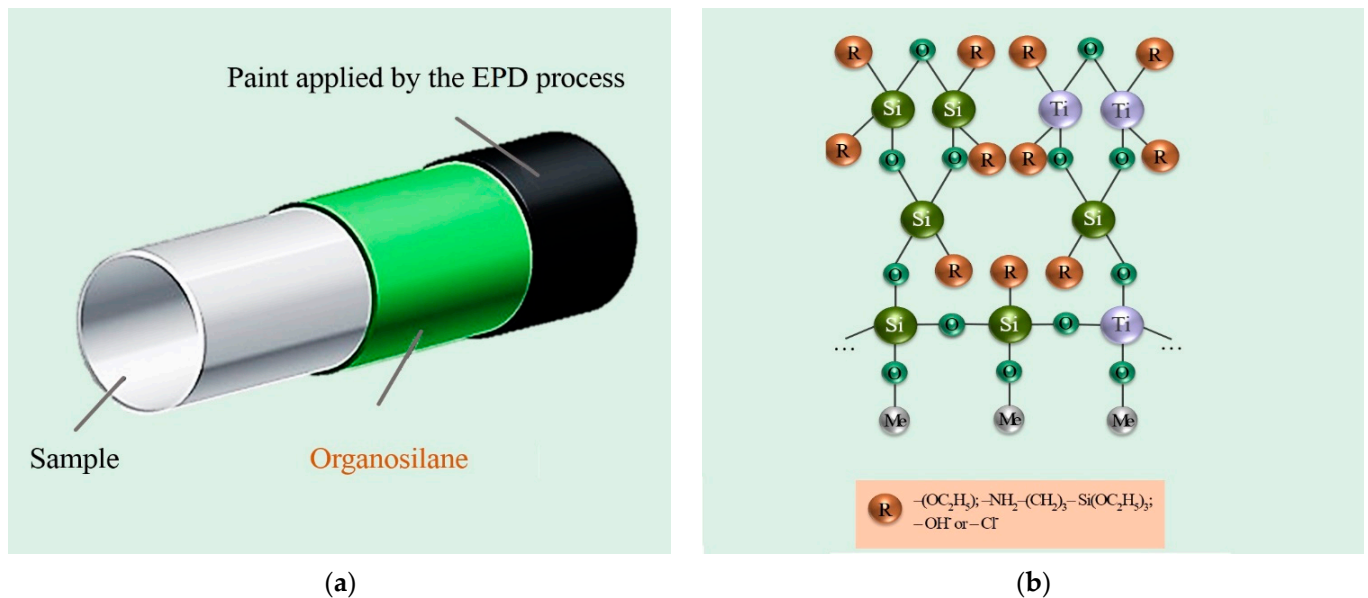 Paint applied by the EPD process
Sample
Organosilane
(a)
R O R R O R
Si Si Ti Ti
R O O R R O O R
Si Si
O R R R O
... Si O Si O Ti ...
O O O
Me Me Me
R –(OC₂H₅); –NH₂–(CH₂)₃– Si(OC₂H₅)₃;
– OH⁻ or – Cl⁻
(b)